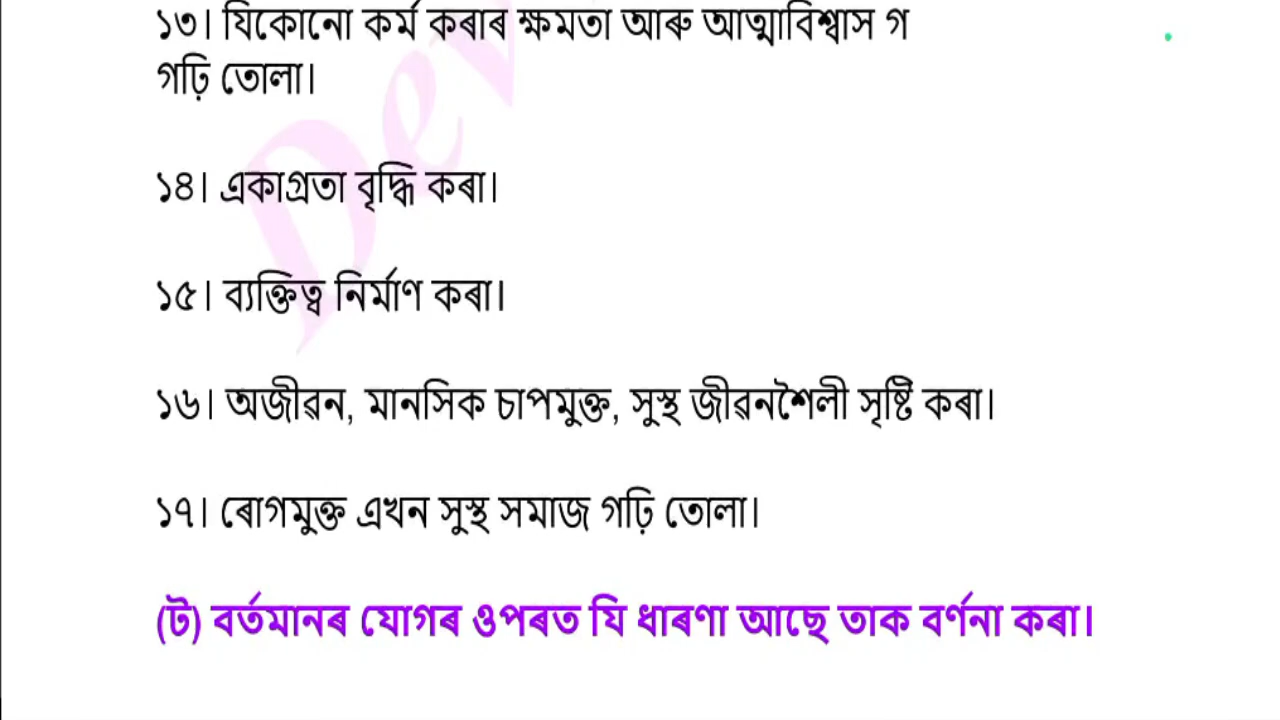 ১৩। যিকোনো কৰ্ম কৰাৰ ক্ষমতা আৰু আত্মাবিশ্বাস গ
গঢ়ি তোলা।
১৪। একাগ্ৰতা বৃদ্ধি কৰা।
১৫। ব্যক্তিত্ব নিৰ্মাণ কৰা।
১৬। অজীৱন, মানসিক চাপমুক্ত, সুস্থ জীৱনশৈলী সৃষ্টি কৰা।
১৭। ৰোগমুক্ত এখন সুস্থ সমাজ গঢ়ি তোলা।
(ট) বৰ্তমানৰ যোগৰ ওপৰত যি ধাৰণা আছে তাক বৰ্ণনা কৰা।